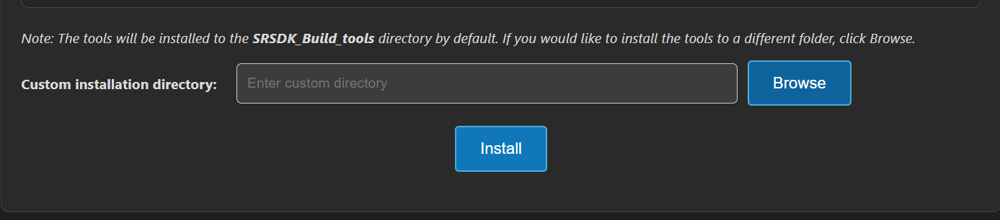 Note: The tools will be installed to the SRSDK_Build_tools directory by default. If you would like to install the tools to a different folder, click Browse.
Custom installation directory:
Enter custom directory
Browse
Install